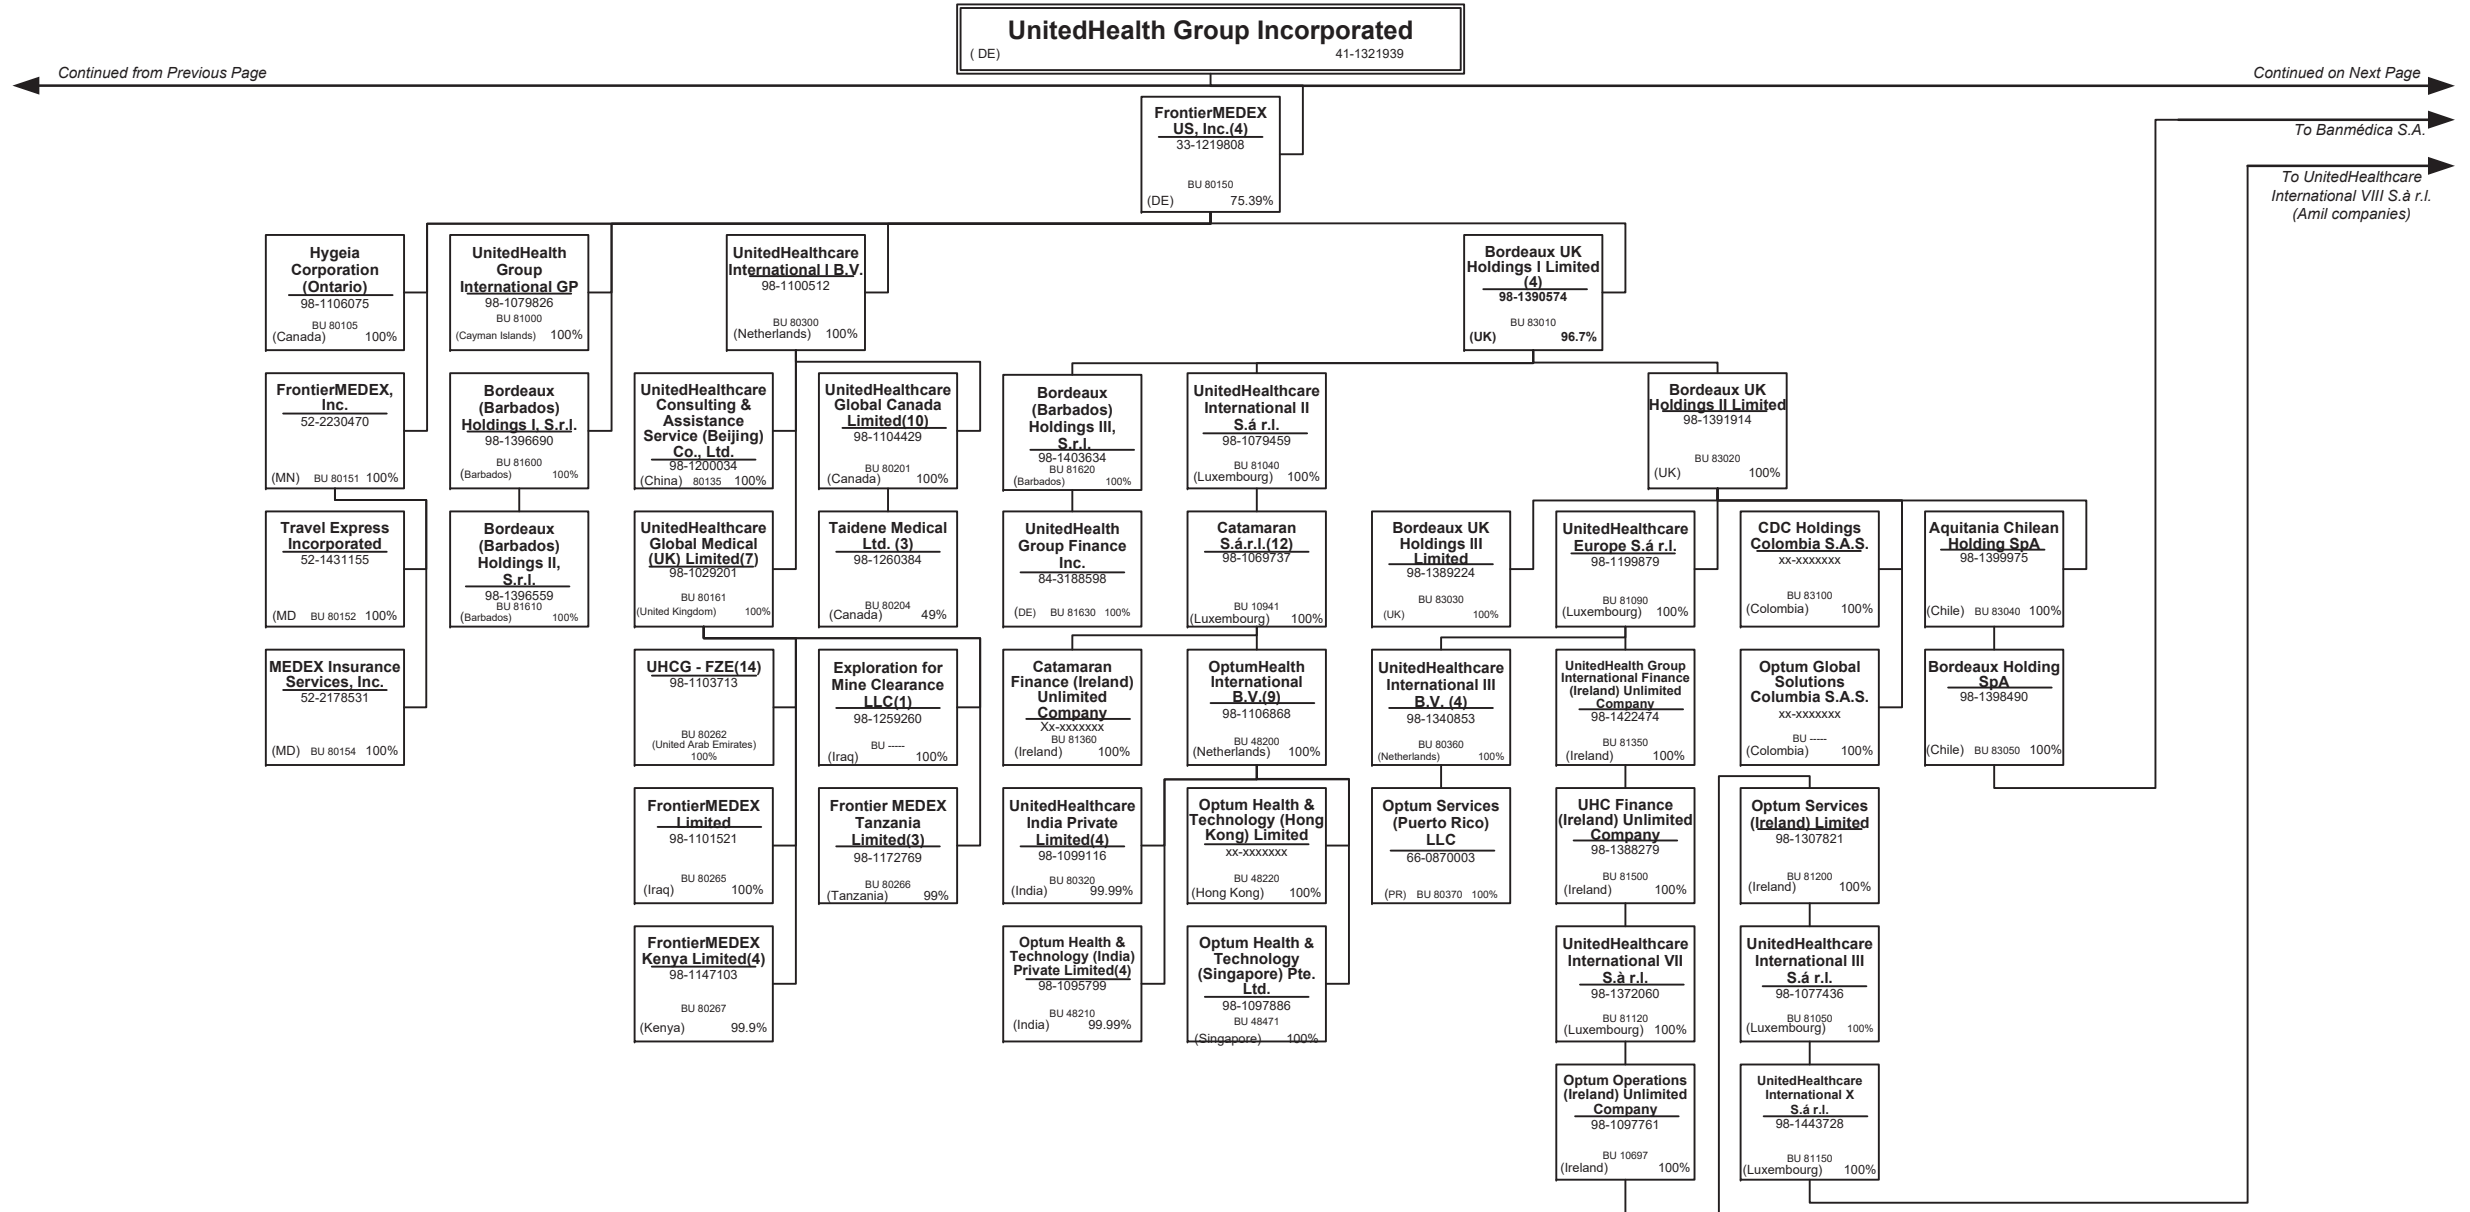 UnitedHealth Group Incorporated
( DE) 41-1321939
Continued from Previous Page
Continued on Next Page
FrontierMEDEX
US, Inc.(4)
33-1219808
BU 80150
(DE) 75.39%
To Banmédica S.A.
To UnitedHealthcare
International VIII S.à r.l.
(Amil companies)
Hygeia
Corporation
(Ontario)
98-1106075
BU 80105
(Canada) 100%
UnitedHealth
Group
International GP
98-1079826
BU 81000
(Cayman Islands) 100%
UnitedHealthcare
International I B.V.
98-1100512
BU 80300
(Netherlands) 100%
Bordeaux UK
Holdings I Limited
(4)
98-1390574
BU 83010
(UK) 96.7%
FrontierMEDEX,
Inc.
52-2230470
(MN) BU 80151 100%
Bordeaux
(Barbados)
Holdings I, S.r.l.
98-1396690
BU 81600
(Barbados) 100%
UnitedHealthcare
Consulting &
Assistance
Service (Beijing)
Co., Ltd.
98-1200034
(China) 80135 100%
UnitedHealthcare
Global Canada
Limited(10)
98-1104429
BU 80201
(Canada) 100%
Bordeaux
(Barbados)
Holdings III,
S.r.l.
98-1403634
BU 81620
(Barbados) 100%
UnitedHealthcare
International II
S.á r.l.
98-1079459
BU 81040
(Luxembourg) 100%
Bordeaux UK
Holdings II Limited
98-1391914
BU 83020
(UK) 100%
Travel Express
Incorporated
52-1431155
(MD BU 80152 100%
Bordeaux
(Barbados)
Holdings II,
S.r.l.
98-1396559
BU 81610
(Barbados) 100%
UnitedHealthcare
Global Medical
(UK) Limited(7)
98-1029201
BU 80161
(United Kingdom) 100%
Taidene Medical
Ltd. (3)
98-1260384
BU 80204
(Canada) 49%
UnitedHealth
Group Finance
Inc.
84-3188598
(DE) BU 81630 100%
Catamaran
S.á.r.l.(12)
98-1069737
BU 10941
(Luxembourg) 100%
Bordeaux UK
Holdings III
Limited
98-1389224
BU 83030
(UK) 100%
UnitedHealthcare
Europe S.á r.l.
98-1199879
BU 81090
(Luxembourg) 100%
CDC Holdings
Colombia S.A.S.
xx-xxxxxxx
BU 83100
(Colombia) 100%
Aquitania Chilean
Holding SpA
98-1399975
(Chile) BU 83040 100%
MEDEX Insurance
Services, Inc.
52-2178531
(MD) BU 80154 100%
UHCG - FZE(14)
98-1103713
BU 80262
(United Arab Emirates)
100%
Exploration for
Mine Clearance
LLC(1)
98-1259260
BU -----
(Iraq) 100%
Catamaran
Finance (Ireland)
Unlimited
Company
Xx-xxxxxxx
BU 81360
(Ireland) 100%
OptumHealth
International
B.V.(9)
98-1106868
BU 48200
(Netherlands) 100%
UnitedHealthcare
International III
B.V. (4)
98-1340853
BU 80360
(Netherlands) 100%
UnitedHealth Group
International Finance
(Ireland) Unlimited
Company
98-1422474
BU 81350
(Ireland) 100%
Optum Global
Solutions
Columbia S.A.S.
xx-xxxxxxx
BU -----
(Colombia) 100%
Bordeaux Holding
SpA
98-1398490
(Chile) BU 83050 100%
FrontierMEDEX
Limited
98-1101521
BU 80265
(Iraq) 100%
Frontier MEDEX
Tanzania
Limited(3)
98-1172769
BU 80266
(Tanzania) 99%
UnitedHealthcare
India Private
Limited(4)
98-1099116
BU 80320
(India) 99.99%
Optum Health &
Technology (Hong
Kong) Limited
xx-xxxxxxx
BU 48220
(Hong Kong) 100%
Optum Services
(Puerto Rico)
LLC
66-0870003
(PR) BU 80370 100%
UHC Finance
(Ireland) Unlimited
Company
98-1388279
BU 81500
(Ireland) 100%
Optum Services
(Ireland) Limited
98-1307821
BU 81200
(Ireland) 100%
FrontierMEDEX
Kenya Limited(4)
98-1147103
BU 80267
(Kenya) 99.9%
Optum Health &
Technology (India)
Private Limited(4)
98-1095799
BU 48210
(India) 99.99%
Optum Health &
Technology
(Singapore) Pte.
Ltd.
98-1097886
BU 48471
(Singapore) 100%
UnitedHealthcare
International VII
S.à r.l.
98-1372060
BU 81120
(Luxembourg) 100%
UnitedHealthcare
International III
S.á r.l.
98-1077436
BU 81050
(Luxembourg) 100%
Optum Operations
(Ireland) Unlimited
Company
98-1097761
BU 10697
(Ireland) 100%
UnitedHealthcare
International X
S.á r.l.
98-1443728
BU 81150
(Luxembourg) 100%